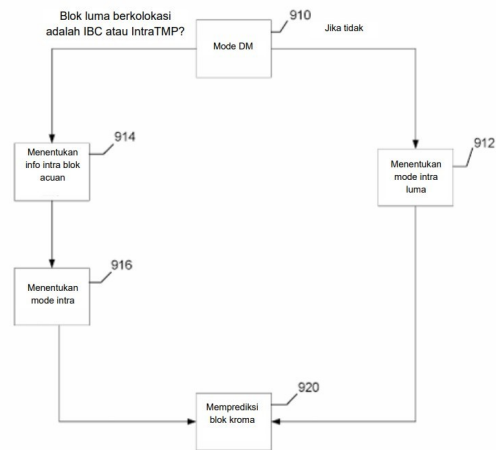 Blok luma berkolokasi
adalah IBC atau IntraTMP?
910
Mode DM
Jika tidak
914
Menentukan
info intra blok
acuan
912
Menentukan
mode intra
luma
916
Menentukan
mode intra
920
Memprediksi
blok kroma